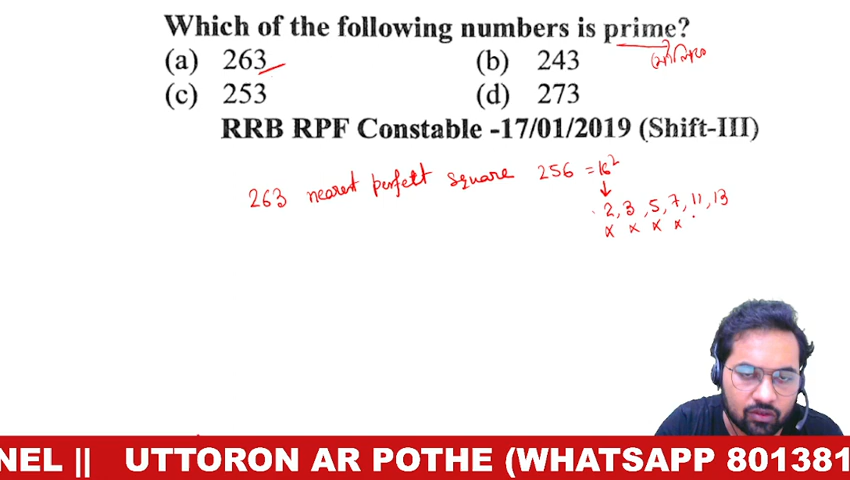 Which of the following numbers is prime?
মৌলিক
(a) 263 (b) 243
(c) 253 (d) 273
RRB RPF Constable -17/01/2019 (Shift-III)
263 nearest perfett square 256 = 16²
2, 3, 5, 7, 11, 13
x x x x
NEL || UTTORON AR POTHE (WHATSAPP 801381